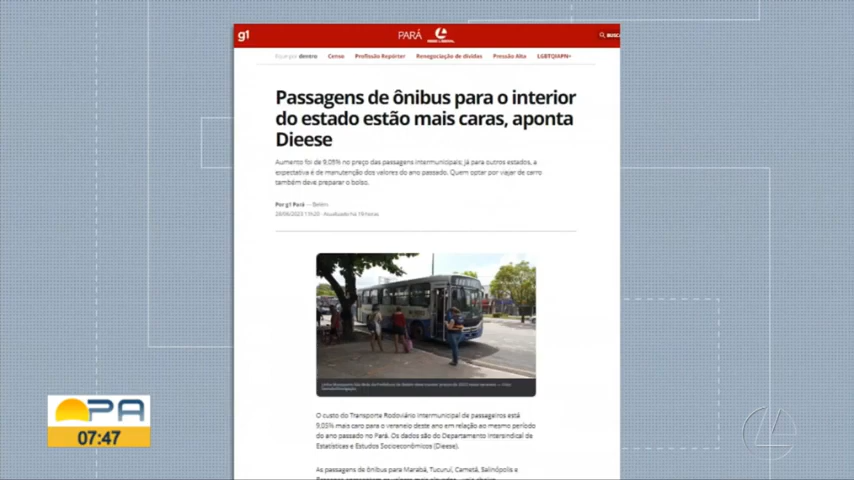 g1
PARÁ
BUSC
dentro
Censo
Profissão Repórter
Renegociação de dívidas
Pressão Alta
LGBTQIAPN+
Passagens de ônibus para o interior
do estado estão mais caras, aponta
Dieese
Aumento foi de 9,05% no preço das passagens intermunicipais; já para outros estados, a
expectativa é de manutenção dos valores do ano passado. Quem optar por viajar de carro
também deve preparar o bolso.
Por g1 Pará — Belém
O custo do Transporte Rodoviário Intermunicipal de passageiros está
9,05% mais caro para o veraneio deste ano em relação ao mesmo período
do ano passado no Pará. Os dados são do Departamento Intersindical de
Estatísticas e Estudos Socioeconômicos (Dieese).
As passagens de ônibus para Marabá, Tucuruí, Cametá, Salinópolis e
PA
07:47